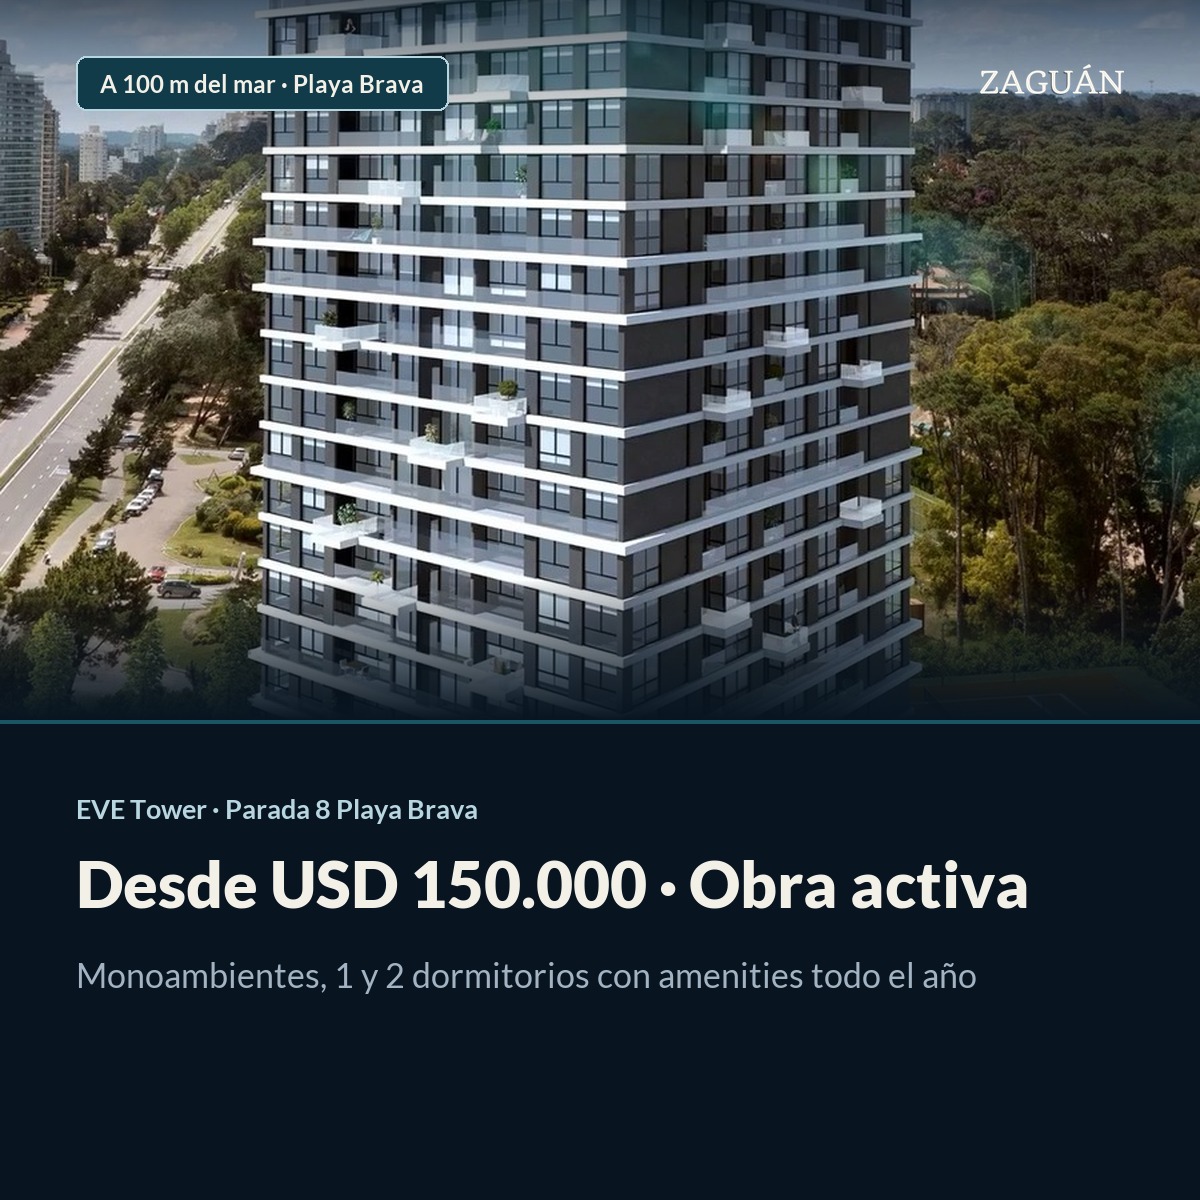 A 100 m del mar · Playa Brava
ZAGUÁN
EVE Tower · Parada 8 Playa Brava
Desde USD 150.000 · Obra activa
Monoambientes, 1 y 2 dormitorios con amenities todo el año